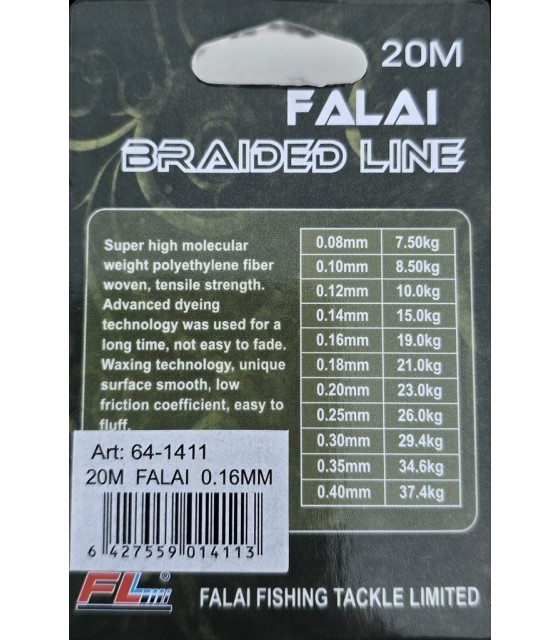 20M
FALAI
BRAIDED LINE
Super high molecular
weight polyethylene fiber
woven, tensile strength.
Advanced dyeing
technology was used for a
long time, not easy to fade.
Waxing technology, unique
surface smooth, low
friction coefficient, easy to
fluff.
0.08mm 7.50kg
0.10mm 8.50kg
0.12mm 10.0kg
0.14mm 15.0kg
0.16mm 19.0kg
0.18mm 21.0kg
0.20mm 23.0kg
0.25mm 26.0kg
0.30mm 29.4kg
0.35mm 34.6kg
0.40mm 37.4kg
Art: 64-1411
20M FALAI 0.16MM
6 427559 014113
FL ®
FALAI FISHING TACKLE LIMITED